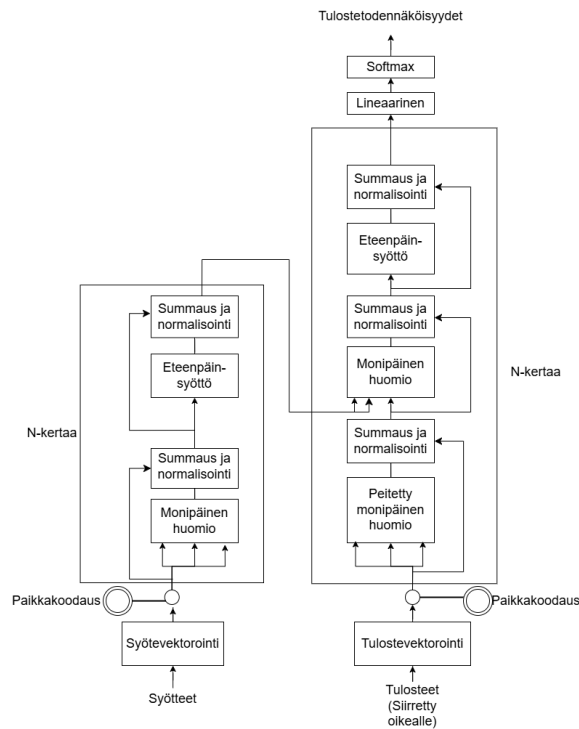 Tulostetodennäköisyydet
Softmax
Lineaarinen
Summaus ja
normalisointi
Eteenpäin-
syöttö
Summaus ja
normalisointi
Monipäinen
huomio
Summaus ja
normalisointi
Peitetty
monipäinen
huomio
N-kertaa
Paikkakoodaus
Tulostevektorointi
Tulosteet
(Siirretty
oikealle)
Summaus ja
normalisointi
Eteenpäin-
syöttö
N-kertaa
Summaus ja
normalisointi
Monipäinen
huomio
Paikkakoodaus
Syötevektorointi
Syötteet